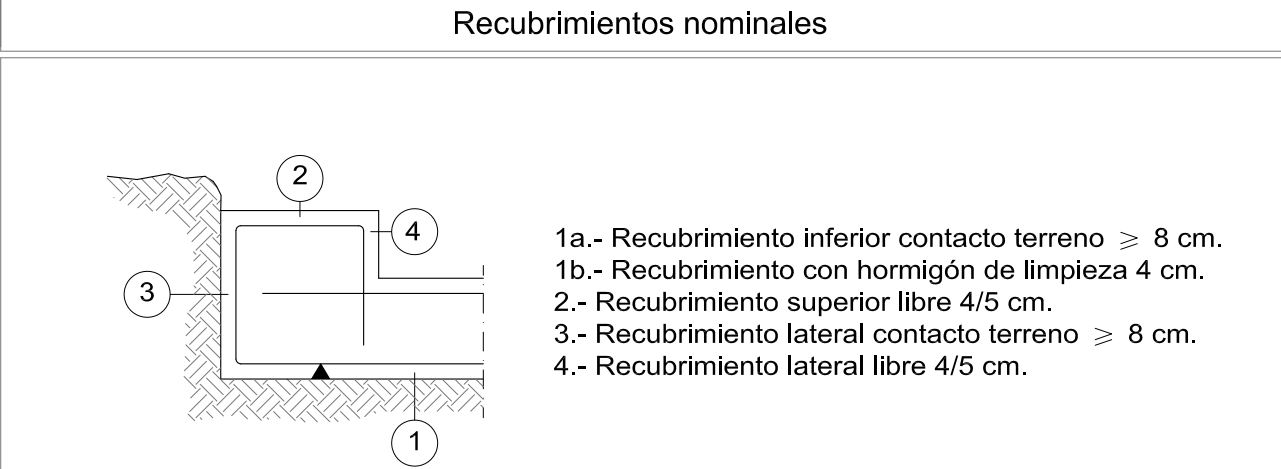 Recubrimientos nominales
2
4
3
1
1a.- Recubrimiento inferior contacto terreno ⩾ 8 cm.
1b.- Recubrimiento con hormigón de limpieza 4 cm.
2.- Recubrimiento superior libre 4/5 cm.
3.- Recubrimiento lateral contacto terreno ⩾ 8 cm.
4.- Recubrimiento lateral libre 4/5 cm.